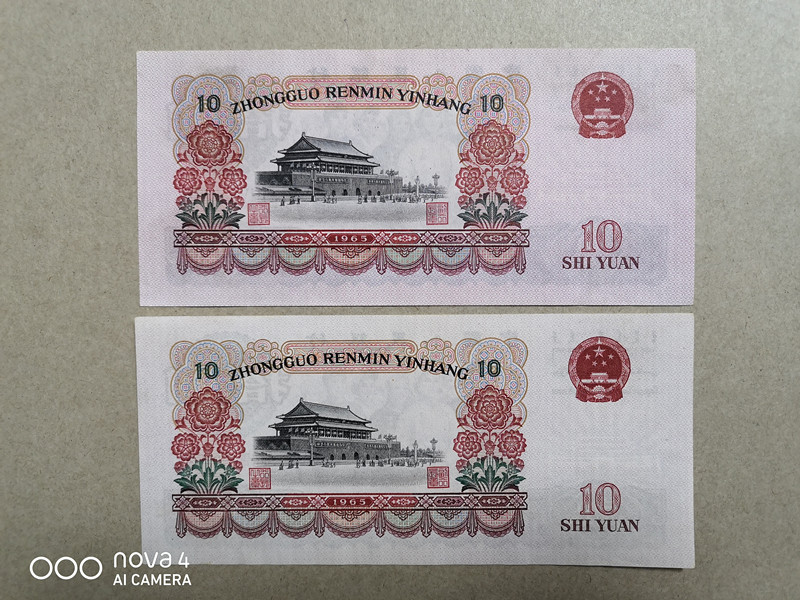 10 ZHONGGUO RENMIN YINHANG 10
1965
10
SHI YUAN
10 ZHONGGUO RENMIN YINHANG 10
1965
10
SHI YUAN
nova 4
AI CAMERA